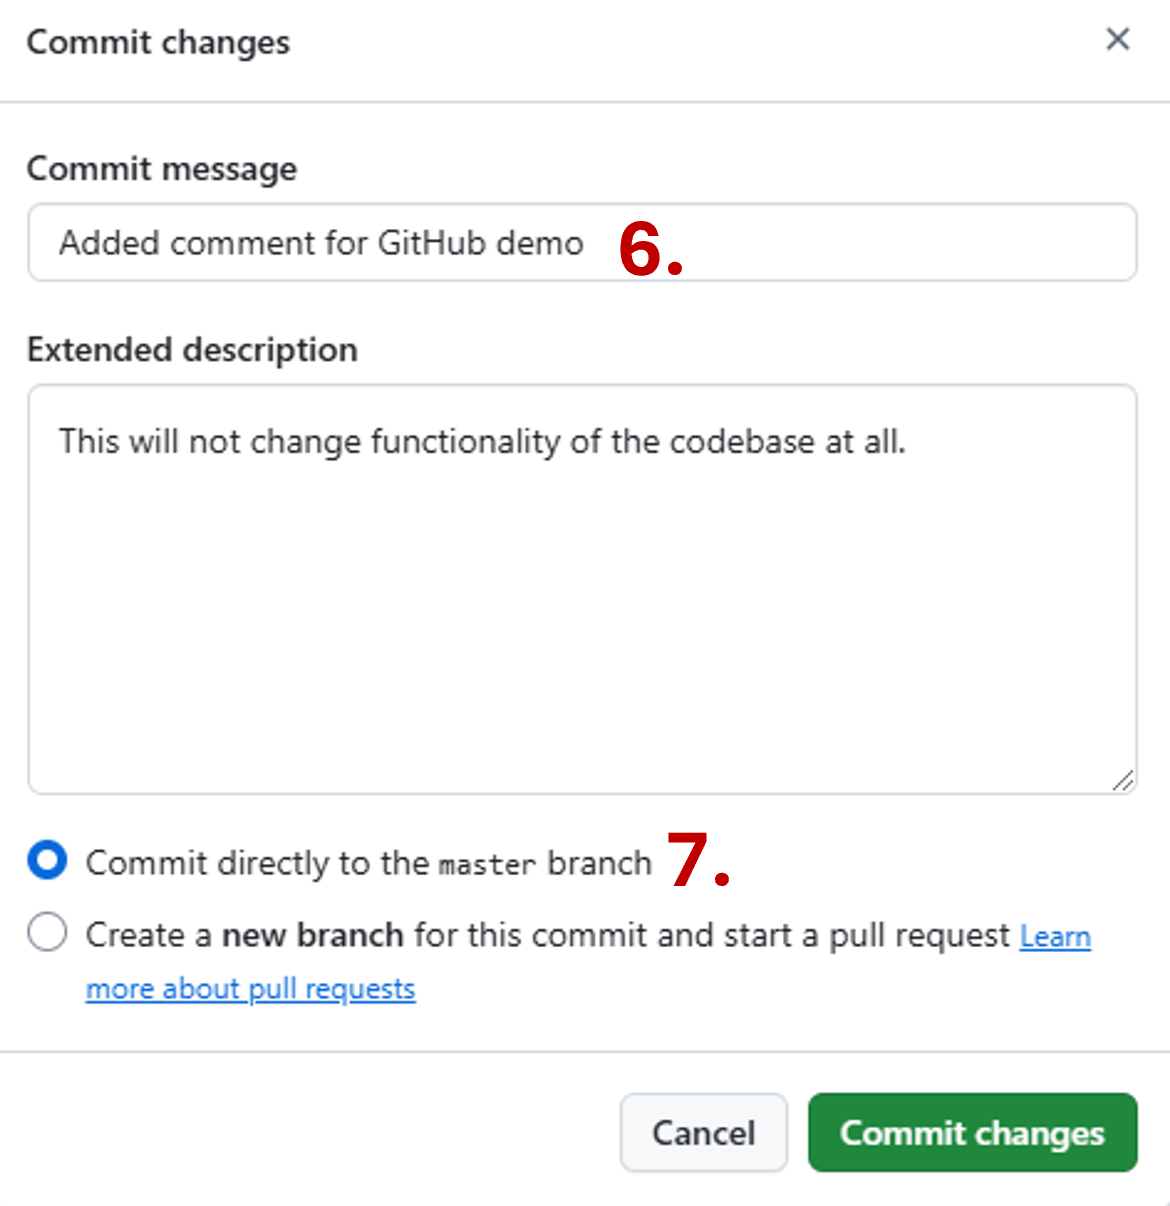 Commit changes
Commit message
Added comment for GitHub demo 6.
Extended description
This will not change functionality of the codebase at all.
Commit directly to the master branch 7.
Create a new branch for this commit and start a pull request Learn
more about pull requests
Cancel Commit changes